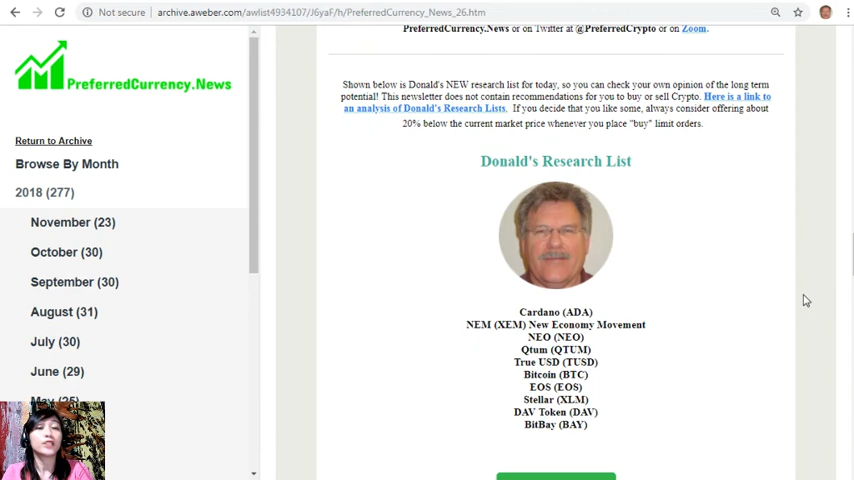 Not secure | archive.aweber.com/awlist4934107/J6yaF/h/PreferredCurrency_News_26.htm
PreferredCurrency.News
Return to Archive
Browse By Month
2018 (277)
November (23)
October (30)
September (30)
August (31)
July (30)
June (29)
May (25)
PreferredCurrency.News or on Twitter at @PreferredCrypto or on Zoom.
Shown below is Donald's NEW research list for today, so you can check your own opinion of the long term
potential! This newsletter does not contain recommendations for you to buy or sell Crypto. Here is a link to
an analysis of Donald's Research Lists. If you decide that you like some, always consider offering about
20% below the current market price whenever you place "buy" limit orders.
Donald's Research List
Cardano (ADA)
NEM (XEM) New Economy Movement
NEO (NEO)
Qtum (QTUM)
True USD (TUSD)
Bitcoin (BTC)
EOS (EOS)
Stellar (XLM)
DAV Token (DAV)
BitBay (BAY)